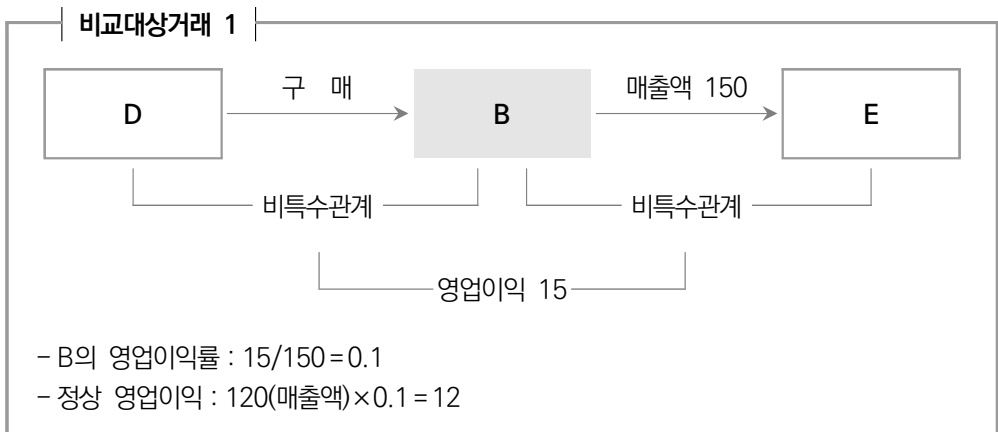 비교대상거래 1
구 매
매출액 150
D
B
E
비특수관계
비특수관계
영업이익 15
- B의 영업이익률 : 15/150=0.1
- 정상 영업이익 : 120(매출액)×0.1=12